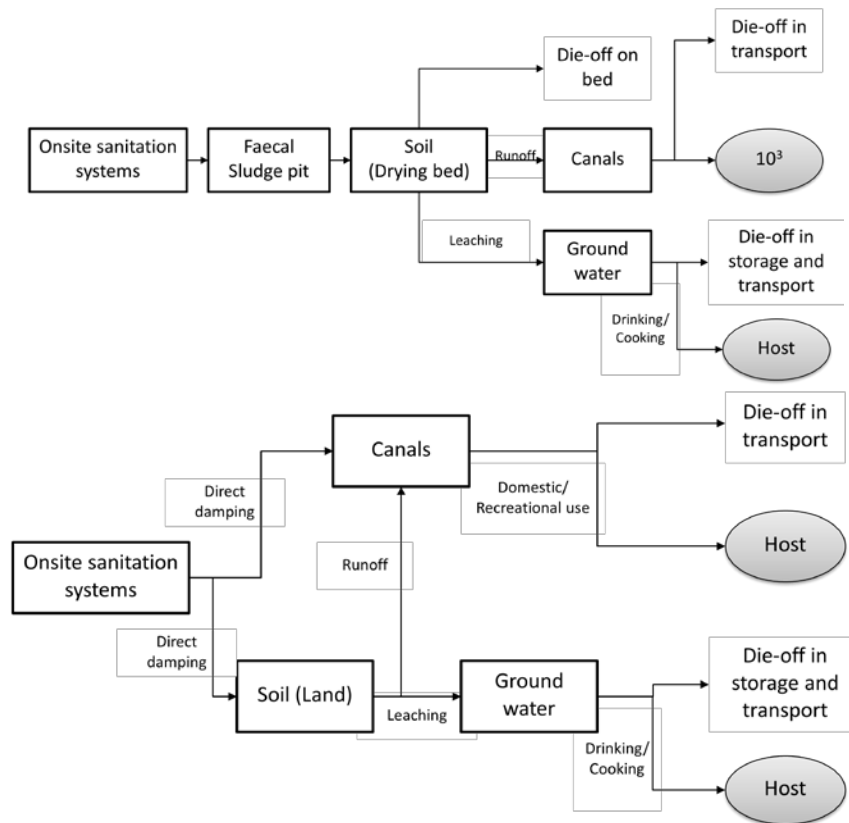 Die-off on
bed
Die-off in
transport
Onsite sanitation
systems
Faecal
Sludge pit
Soil
(Drying bed)
Runoff
Canals
10³
Leaching
Ground
water
Die-off in
storage and
transport
Drinking/
Cooking
Host
Canals
Die-off in
transport
Direct
damping
Domestic/
Recreational use
Onsite sanitation
systems
Runoff
Host
Direct
damping
Soil (Land)
Leaching
Ground
water
Die-off in
storage and
transport
Drinking/
Cooking
Host